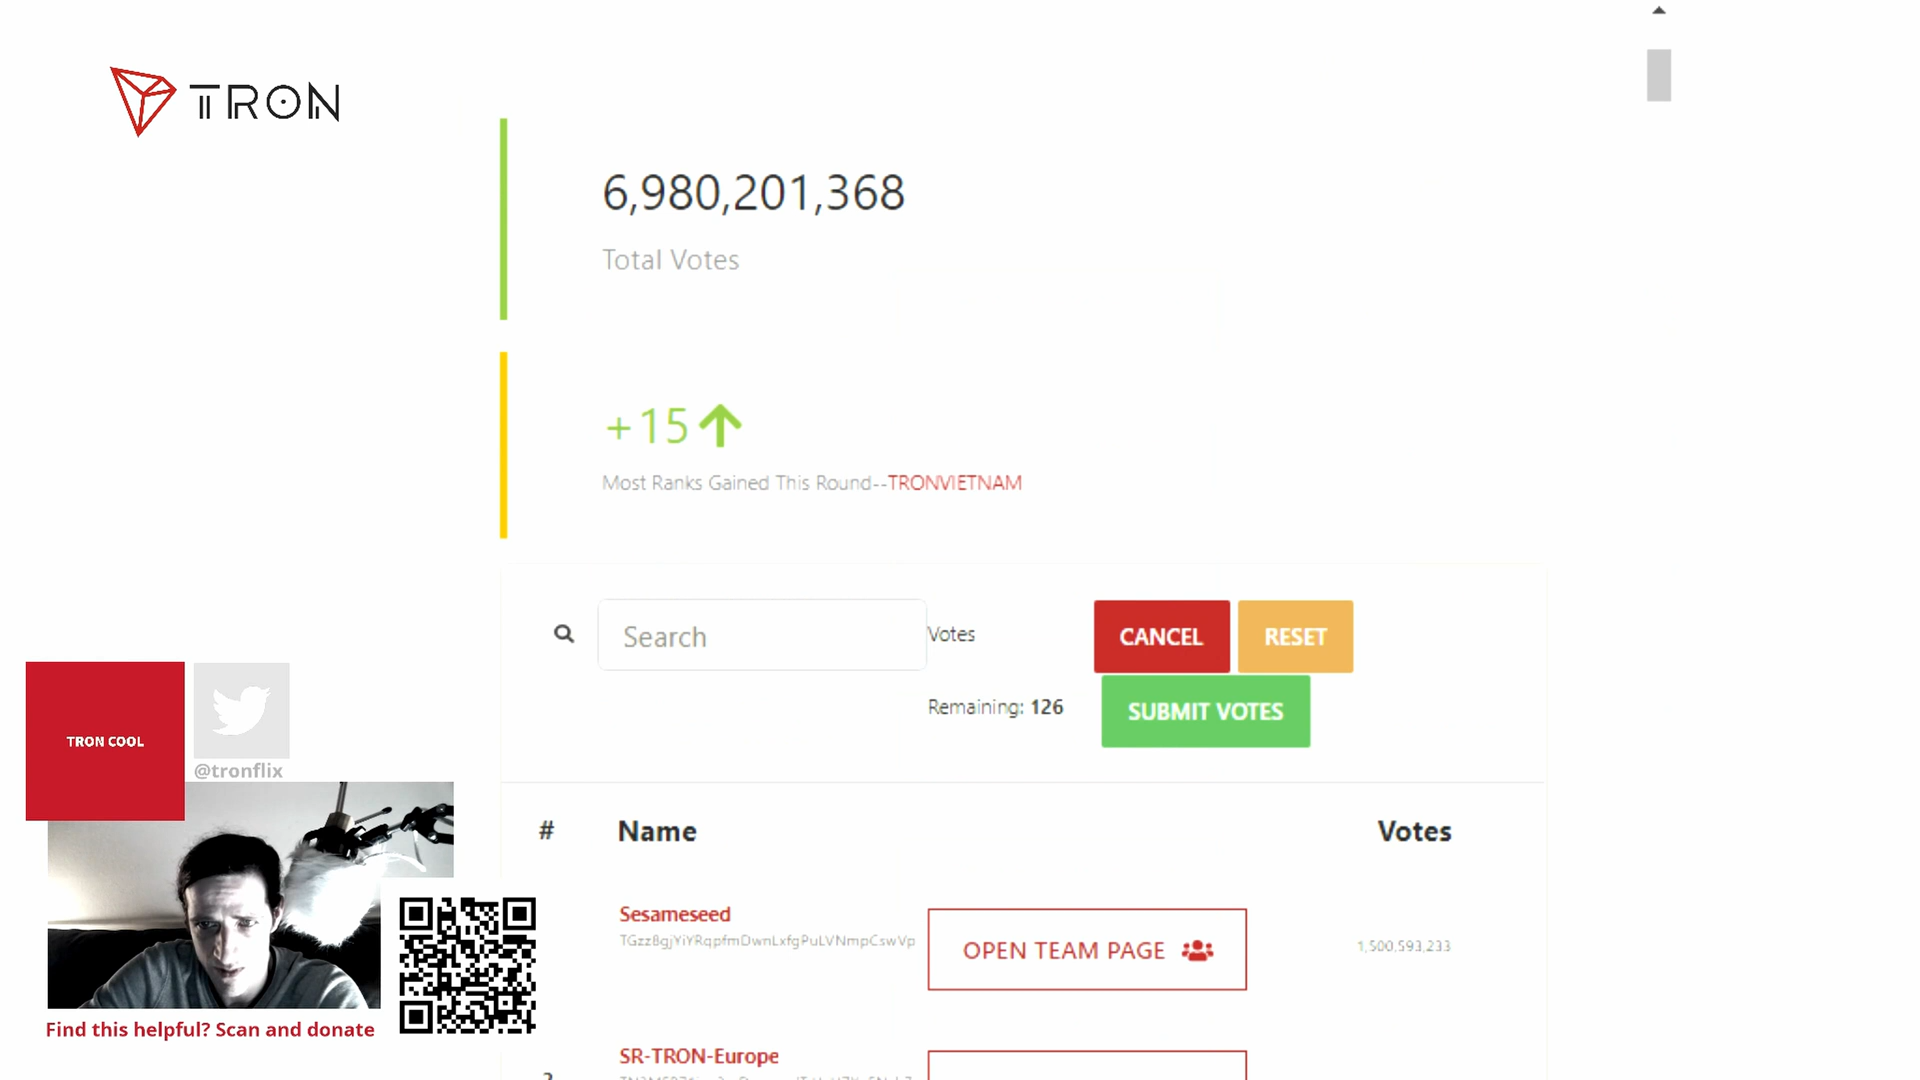 TRON
6,980,201,368
Total Votes
+15
Most Ranks Gained This Round--TRONVIETNAM
Search
Votes
CANCEL
RESET
Remaining: 126
SUBMIT VOTES
TRON COOL
@tronflix
# Name Votes
Sesameseed
TGzz8gjYiYRqpfmDwnLxfgPuLVNmpCswVp
OPEN TEAM PAGE
1,500,593,233
Find this helpful? Scan and donate
SR-TRON-Europe